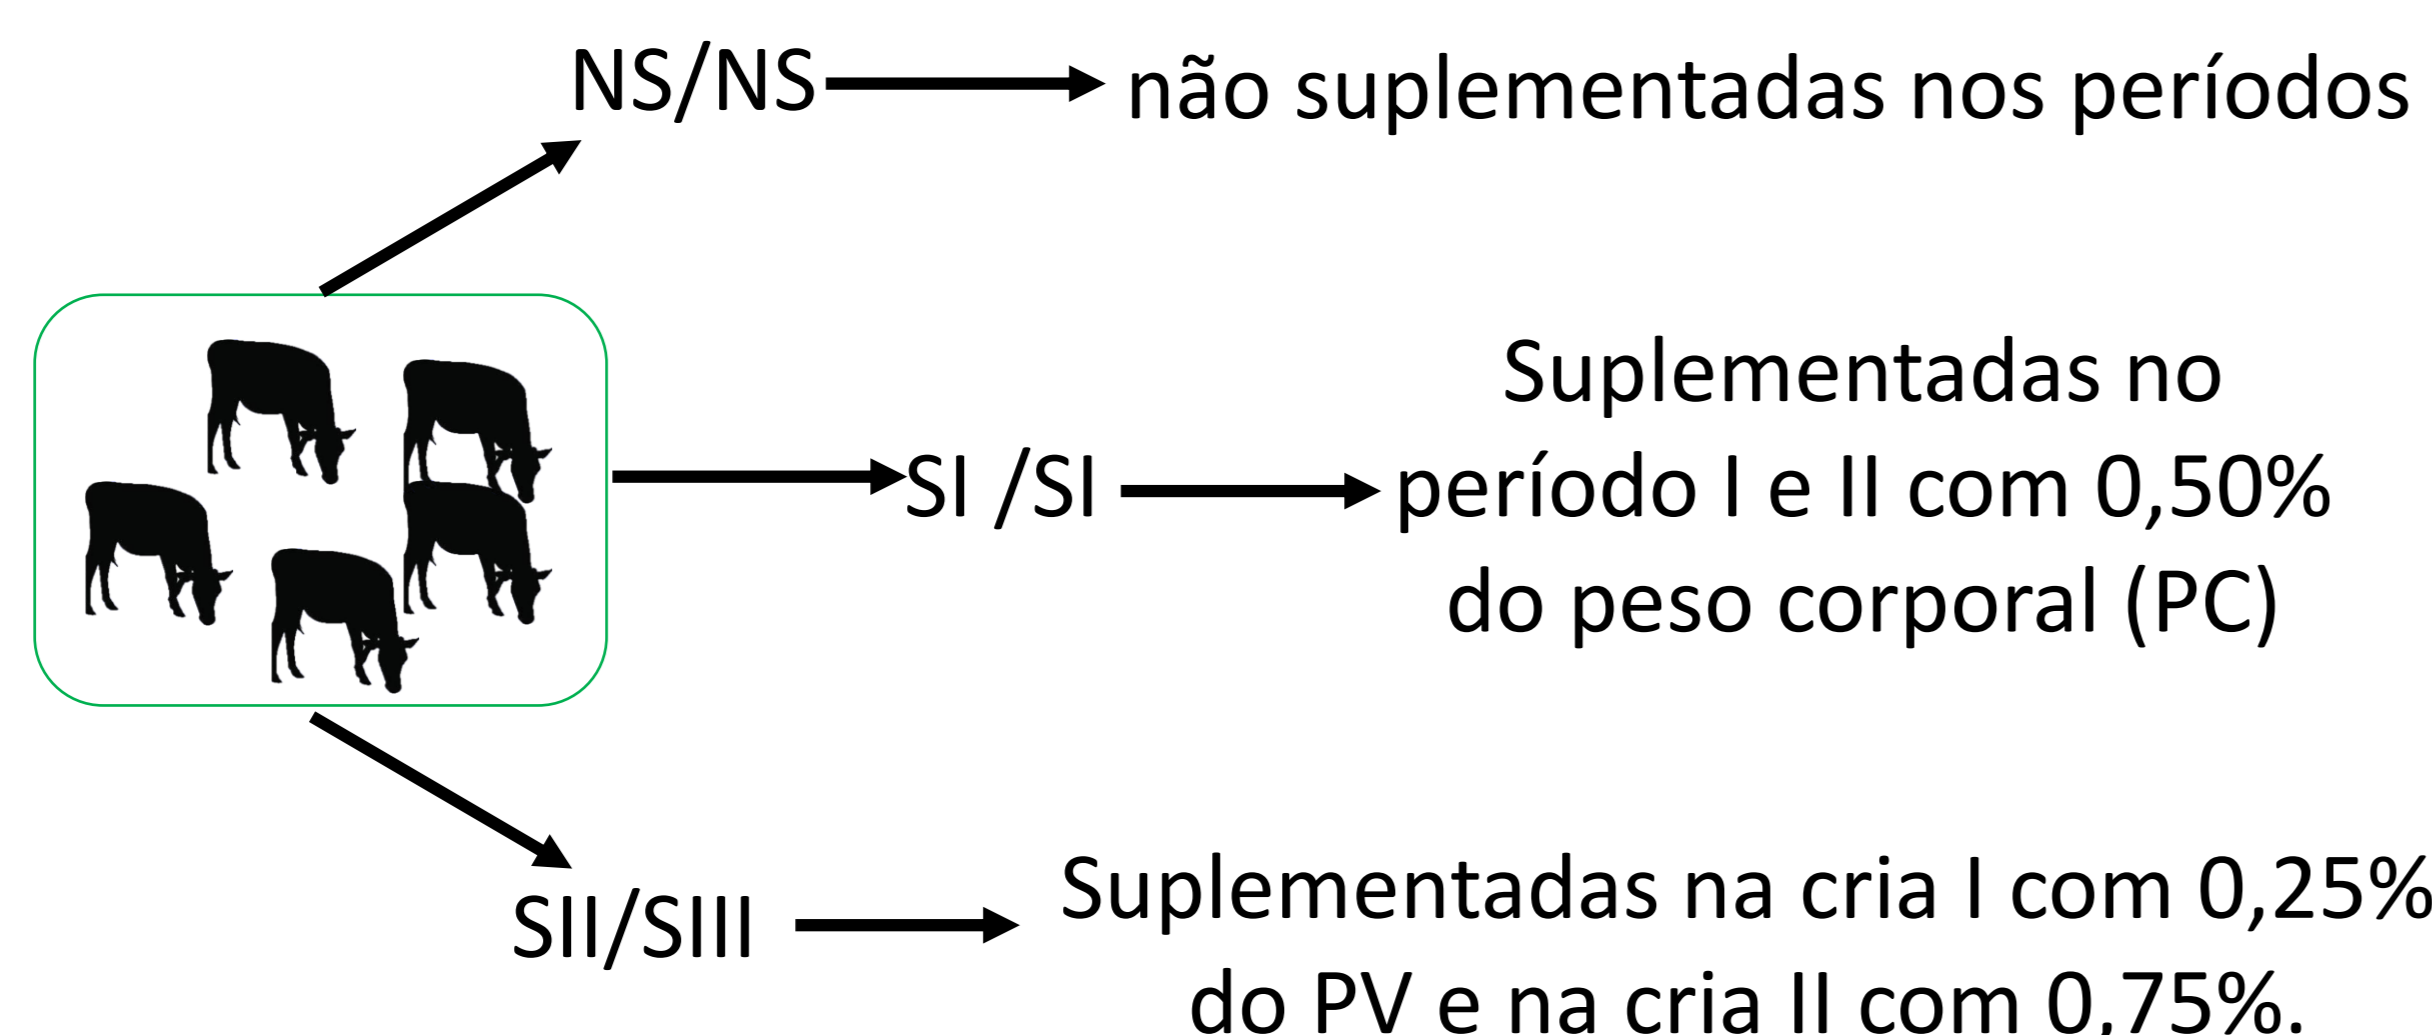 NS/NS
não suplementadas nos períodos
SI /SI
Suplementadas no
período I e II com 0,50%
do peso corporal (PC)
SII/SIII
Suplementadas na cria I com 0,25%
do PV e na cria II com 0,75%.